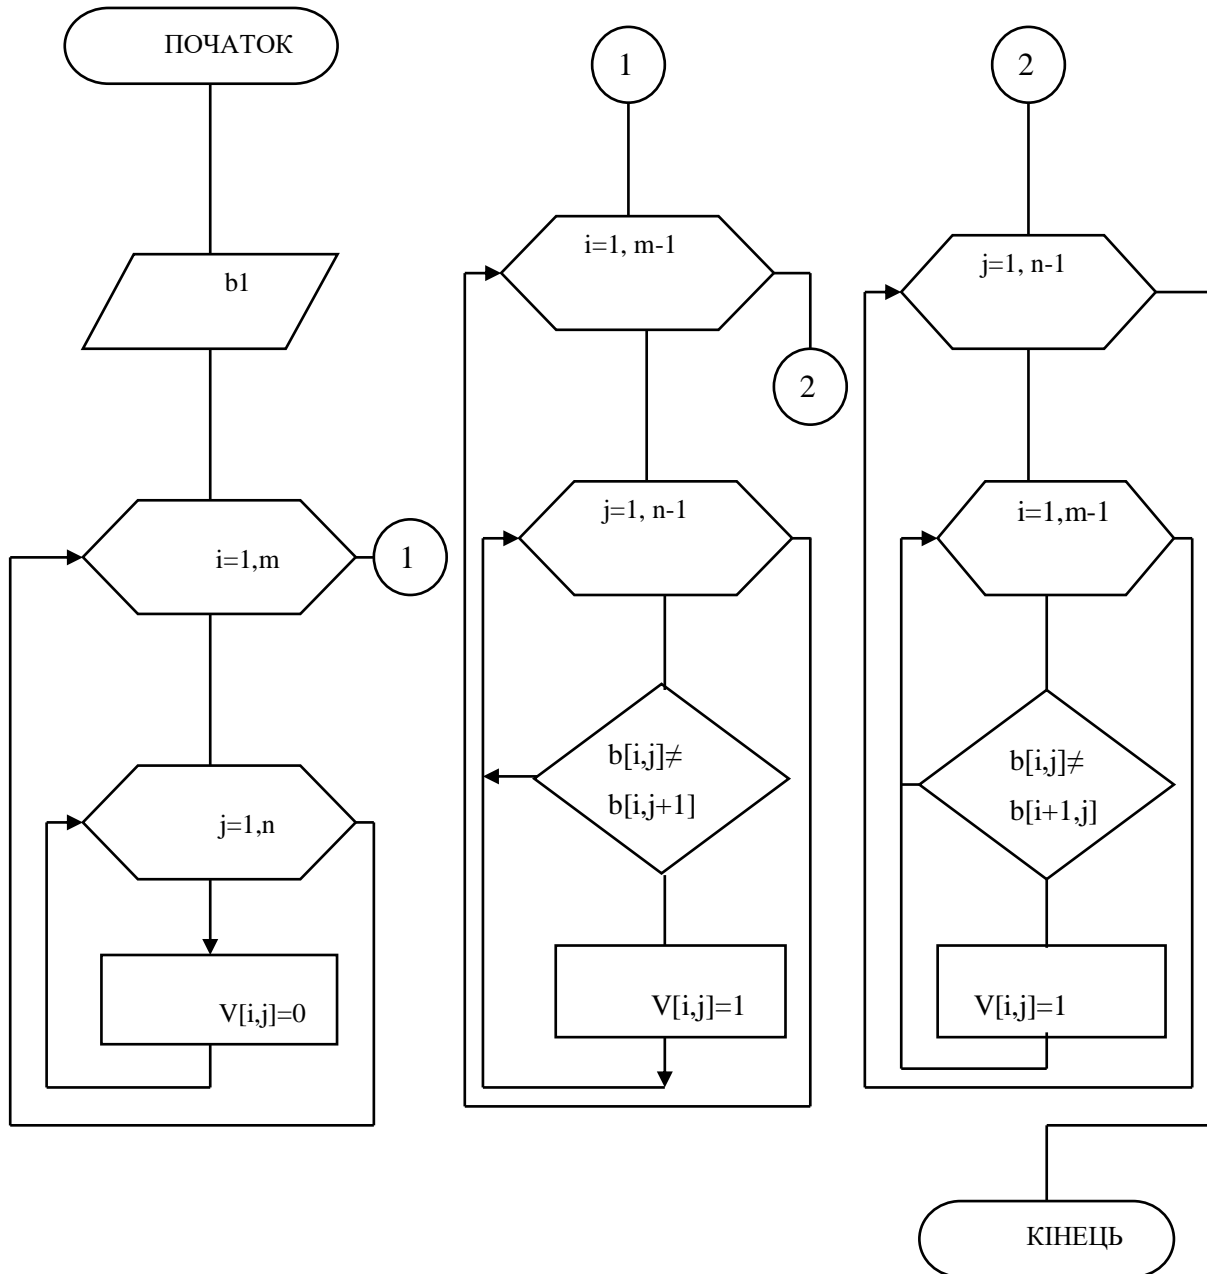 ПОЧАТОК
b1
i=1,m
1
j=1,n
V[i,j]=0
1
i=1, m-1
2
j=1, n-1
b[i,j]≠
b[i,j+1]
V[i,j]=1
2
j=1, n-1
i=1,m-1
b[i,j]≠
b[i+1,j]
V[i,j]=1
КІНЕЦЬ